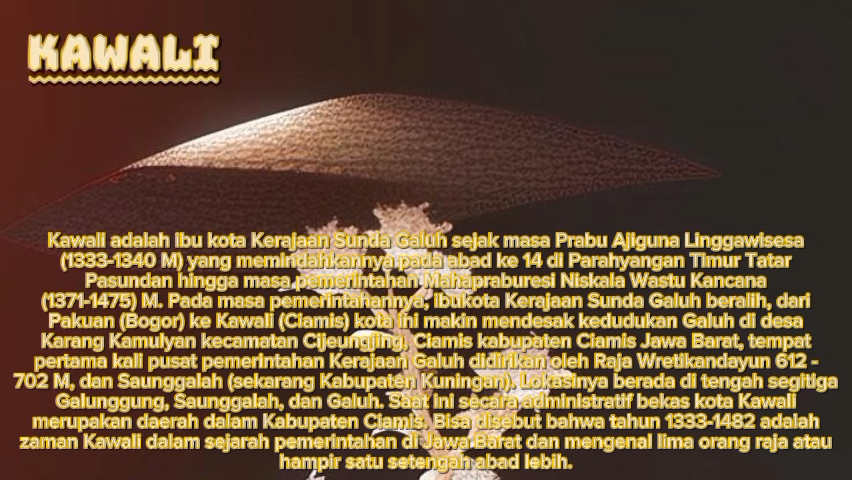 KAWALI
Kawali adalah ibu kota Kerajaan Sunda Galuh sejak masa Prabu Ajiguna Linggawisesa
(1333-1340 M) yang memindahkannya pada abad ke 14 di Parahyangan Timur Tatar
Pasundan hingga masa pemerintahan Mahapraburesi Niskala Wastu Kancana
(1371-1475) M. Pada masa pemerintahannya, ibukota Kerajaan Sunda Galuh beralih, dari
Pakuan (Bogor) ke Kawali (Ciamis) kota ini makin mendesak kedudukan Galuh di desa
Karang Kamulyan kecamatan Cijeungjing, Ciamis kabupaten Ciamis Jawa Barat, tempat
pertama kali pusat pemerintahan Kerajaan Galuh didirikan oleh Raja Wretikandayun 612 -
702 M, dan Saunggalah (sekarang Kabupaten Kuningan). Lokasinya berada di tengah segitiga
Galunggung, Saunggalah, dan Galuh. Saat ini secara administratif bekas kota Kawali
merupakan daerah dalam Kabupaten Ciamis. Bisa disebut bahwa tahun 1333-1482 adalah
zaman Kawali dalam sejarah pemerintahan di Jawa Barat dan mengenal lima orang raja atau
hampir satu setengah abad lebih.